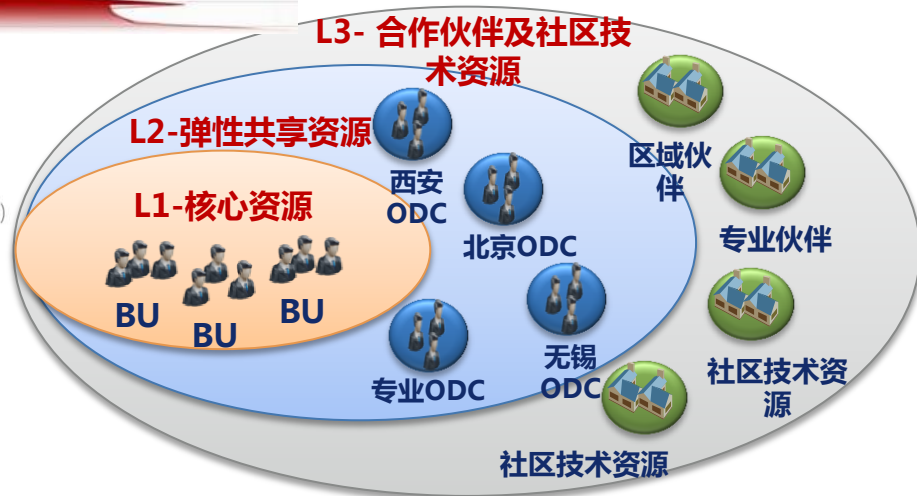 L3- 合作伙伴及社区技
术资源
L2-弹性共享资源
L1-核心资源
BU
BU
BU
西安
ODC
北京ODC
专业ODC
无锡
ODC
区域伙
伴
专业伙伴
社区技术资
源
社区技术资源
)